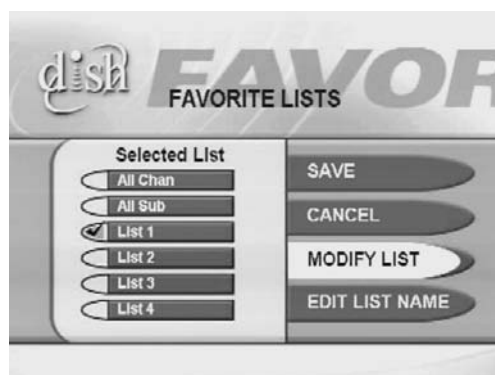 dish
FAVOR
FAVORITE LISTS
Selected List
All Chan
All Sub
List 1
List 2
List 3
List 4
SAVE
CANCEL
MODIFY LIST
EDIT LIST NAME